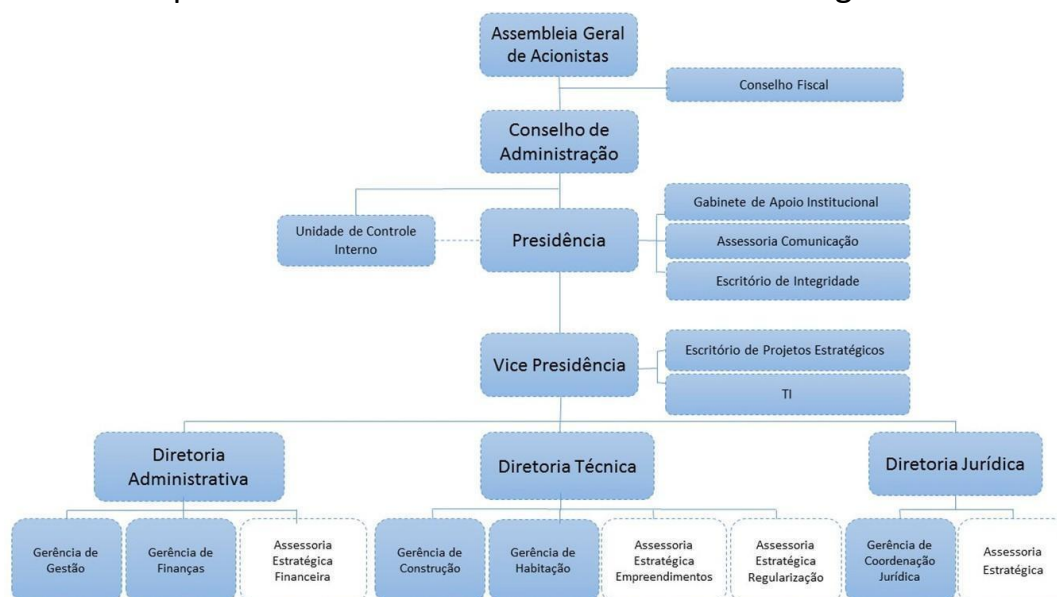 Assembleia Geral
de Acionistas
Conselho Fiscal
Conselho de
Administração
Gabinete de Apoio Institucional
Unidade de Controle
Interno
Presidência
Assessoria Comunicação
Escritório de Integridade
Vice Presidência
Escritório de Projetos Estratégicos
TI
Diretoria
Administrativa
Diretoria Técnica
Diretoria Jurídica
Gerência de
Gestão
Gerência de
Finanças
Assessoria
Estratégica
Financeira
Gerência de
Construção
Gerência de
Habitação
Assessoria
Estratégica
Empreendimentos
Assessoria
Estratégica
Regularização
Gerência de
Coordenação
Jurídica
Assessoria
Estratégica